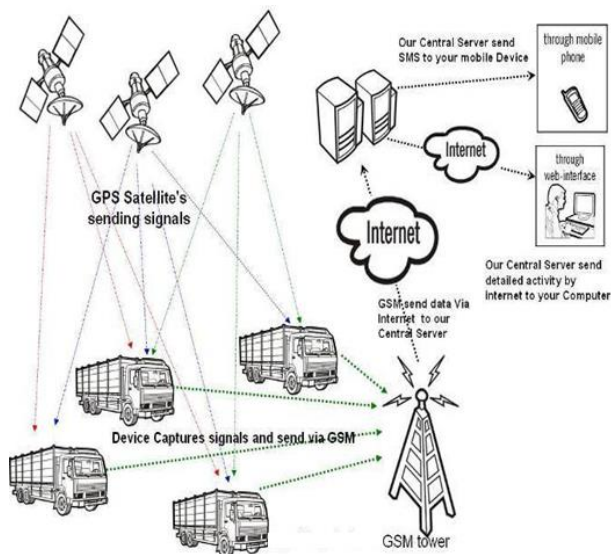 Our Central Server send
SMS to your mobile Device
through mobile
phone
Internet
through
web-interface
GPS Satellite's
sending signals
Internet
Our Central Server send
detailed activity by
internet to your Computer
GSM send data Via
Internet to our
Central Server
Device Captures signals and send via GSM
GSM tower